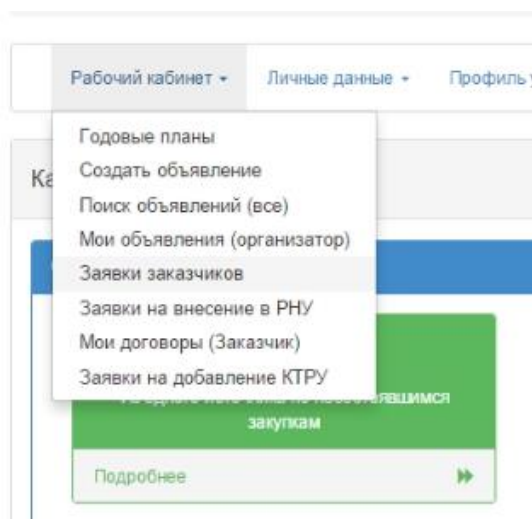 Рабочий кабинет Личные данные Профиль
Годовые планы
Создать объявление
Ка
Поиск объявлений (все)
Мои объявления (организатор)
Заявки заказчиков
Заявки на внесение в РНУ
Мои договоры (Заказчик)
Заявки на добавление КТРУ
закупкам
Подробнее